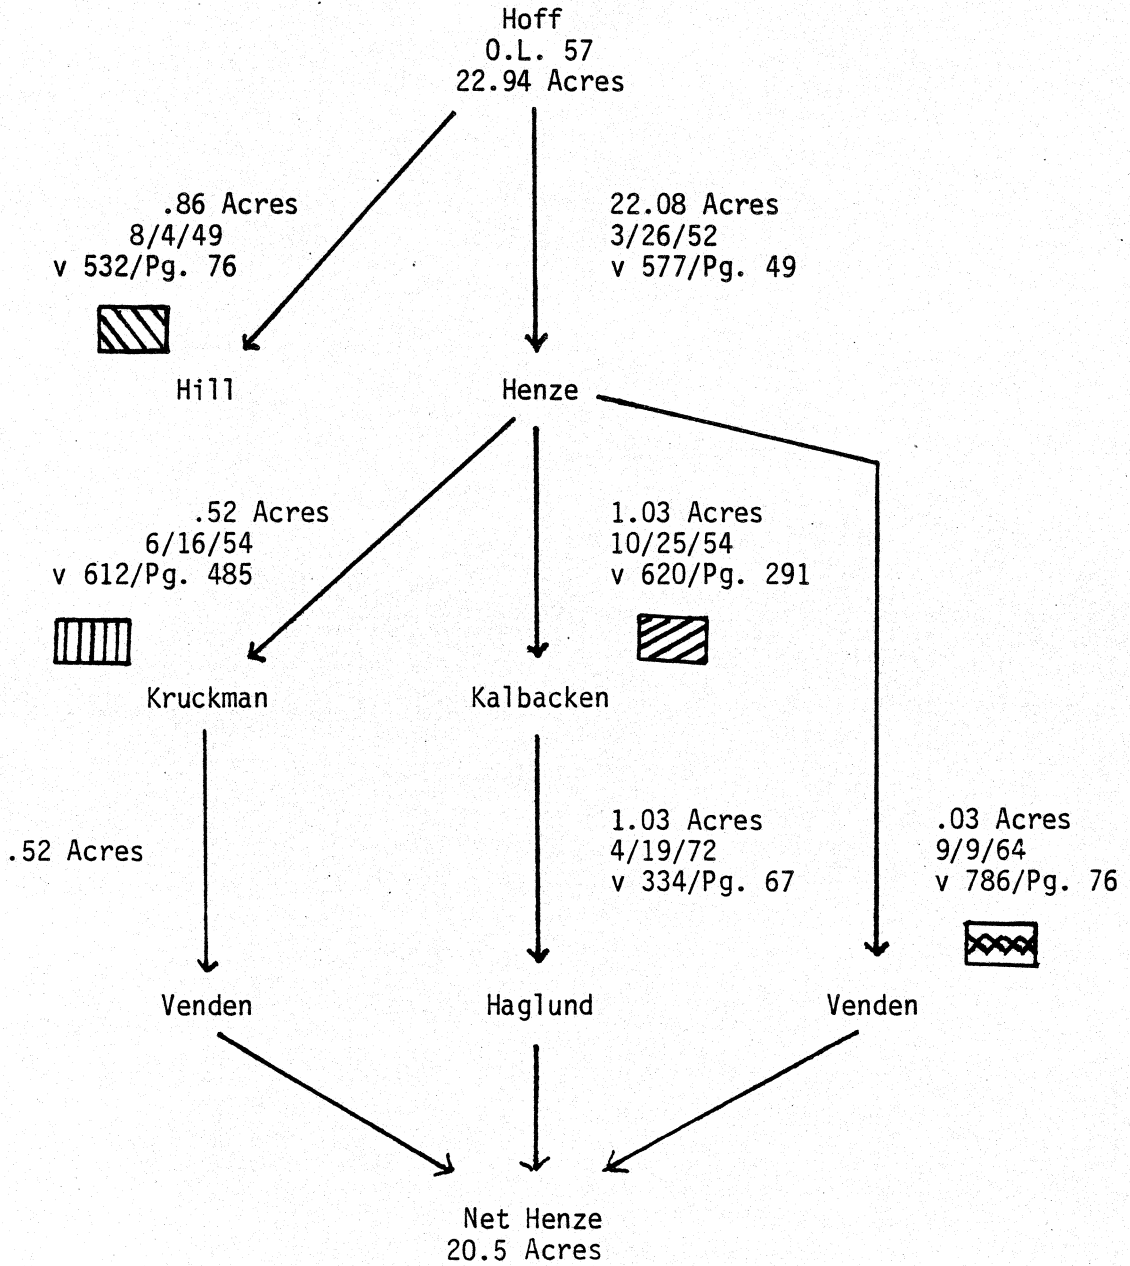 Hoff
O.L. 57
22.94 Acres
.86 Acres
8/4/49
v 532/Pg. 76
22.08 Acres
3/26/52
v 577/Pg. 49
Hill
Henze
.52 Acres
6/16/54
v 612/Pg. 485
1.03 Acres
10/25/54
v 620/Pg. 291
Kruckman
Kalbacken
.52 Acres
1.03 Acres
4/19/72
v 334/Pg. 67
.03 Acres
9/9/64
v 786/Pg. 76
Venden
Haglund
Venden
Net Henze
20.5 Acres